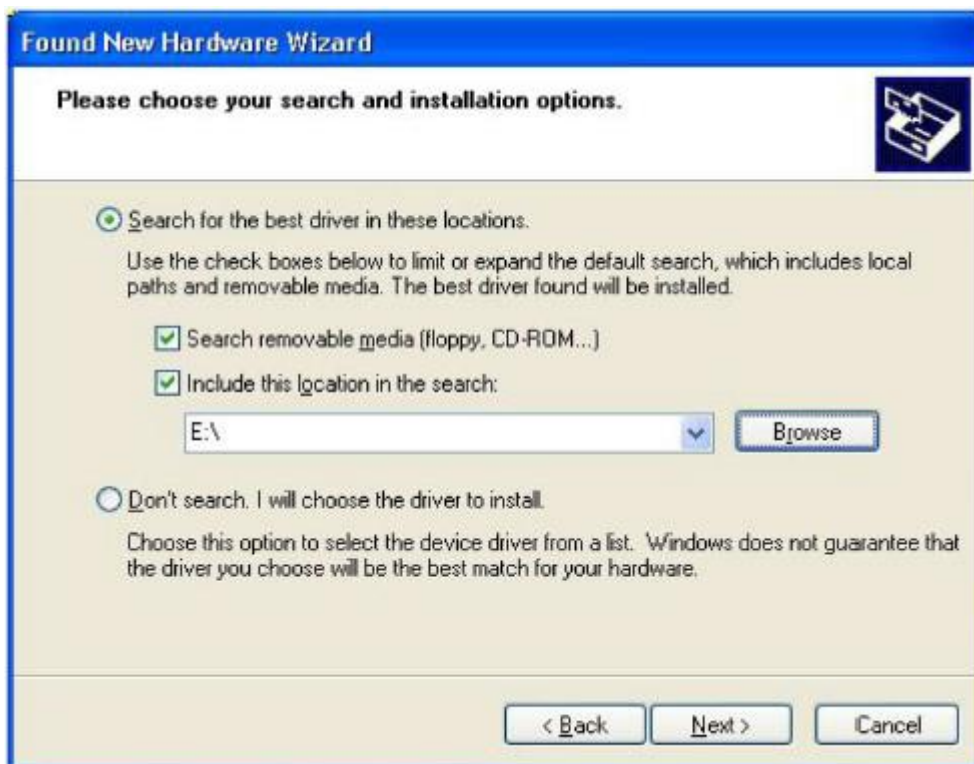 Found New Hardware Wizard
Please choose your search and installation options.
Search for the best driver in these locations.
Use the check boxes below to limit or expand the default search, which includes local
paths and removable media. The best driver found will be installed.
Search removable media (floppy, CD-ROM...)
Include this location in the search:
E:\
Browse
Don't search. I will choose the driver to install.
Choose this option to select the device driver from a list. Windows does not guarantee that
the driver you choose will be the best match for your hardware.
< Back
Next >
Cancel